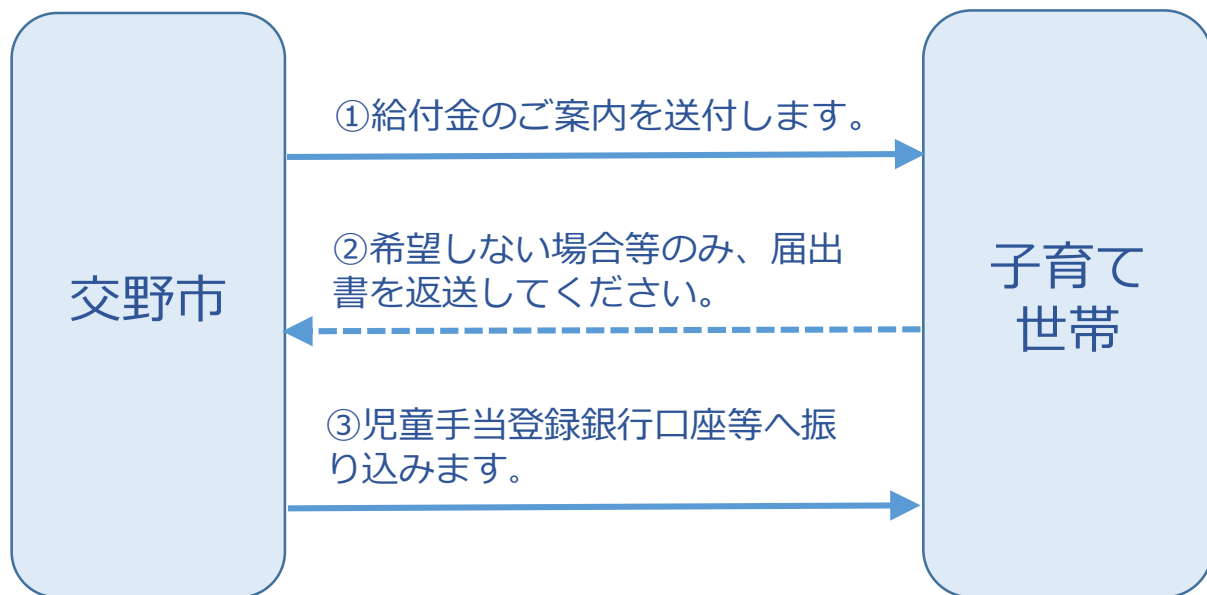 交野市
①給付金のご案内を送付します。
②希望しない場合等のみ、届出
書を返送してください。
③児童手当登録銀行口座等へ振
り込みます。
子育て
世帯